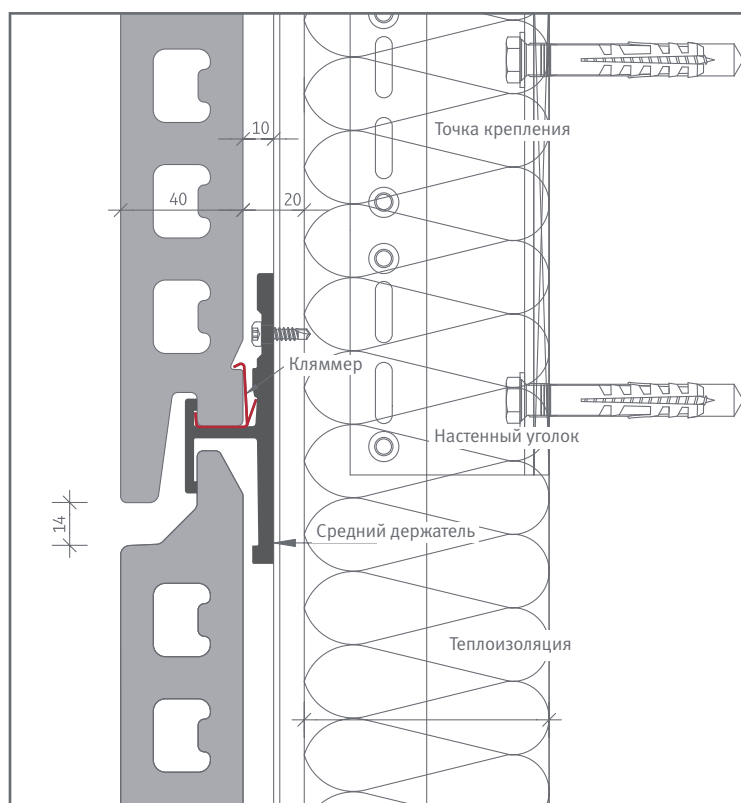 Точка крепления
10
40
20
Кляммер
Настенный уголок
14
Средний держатель
Теплоизоляция